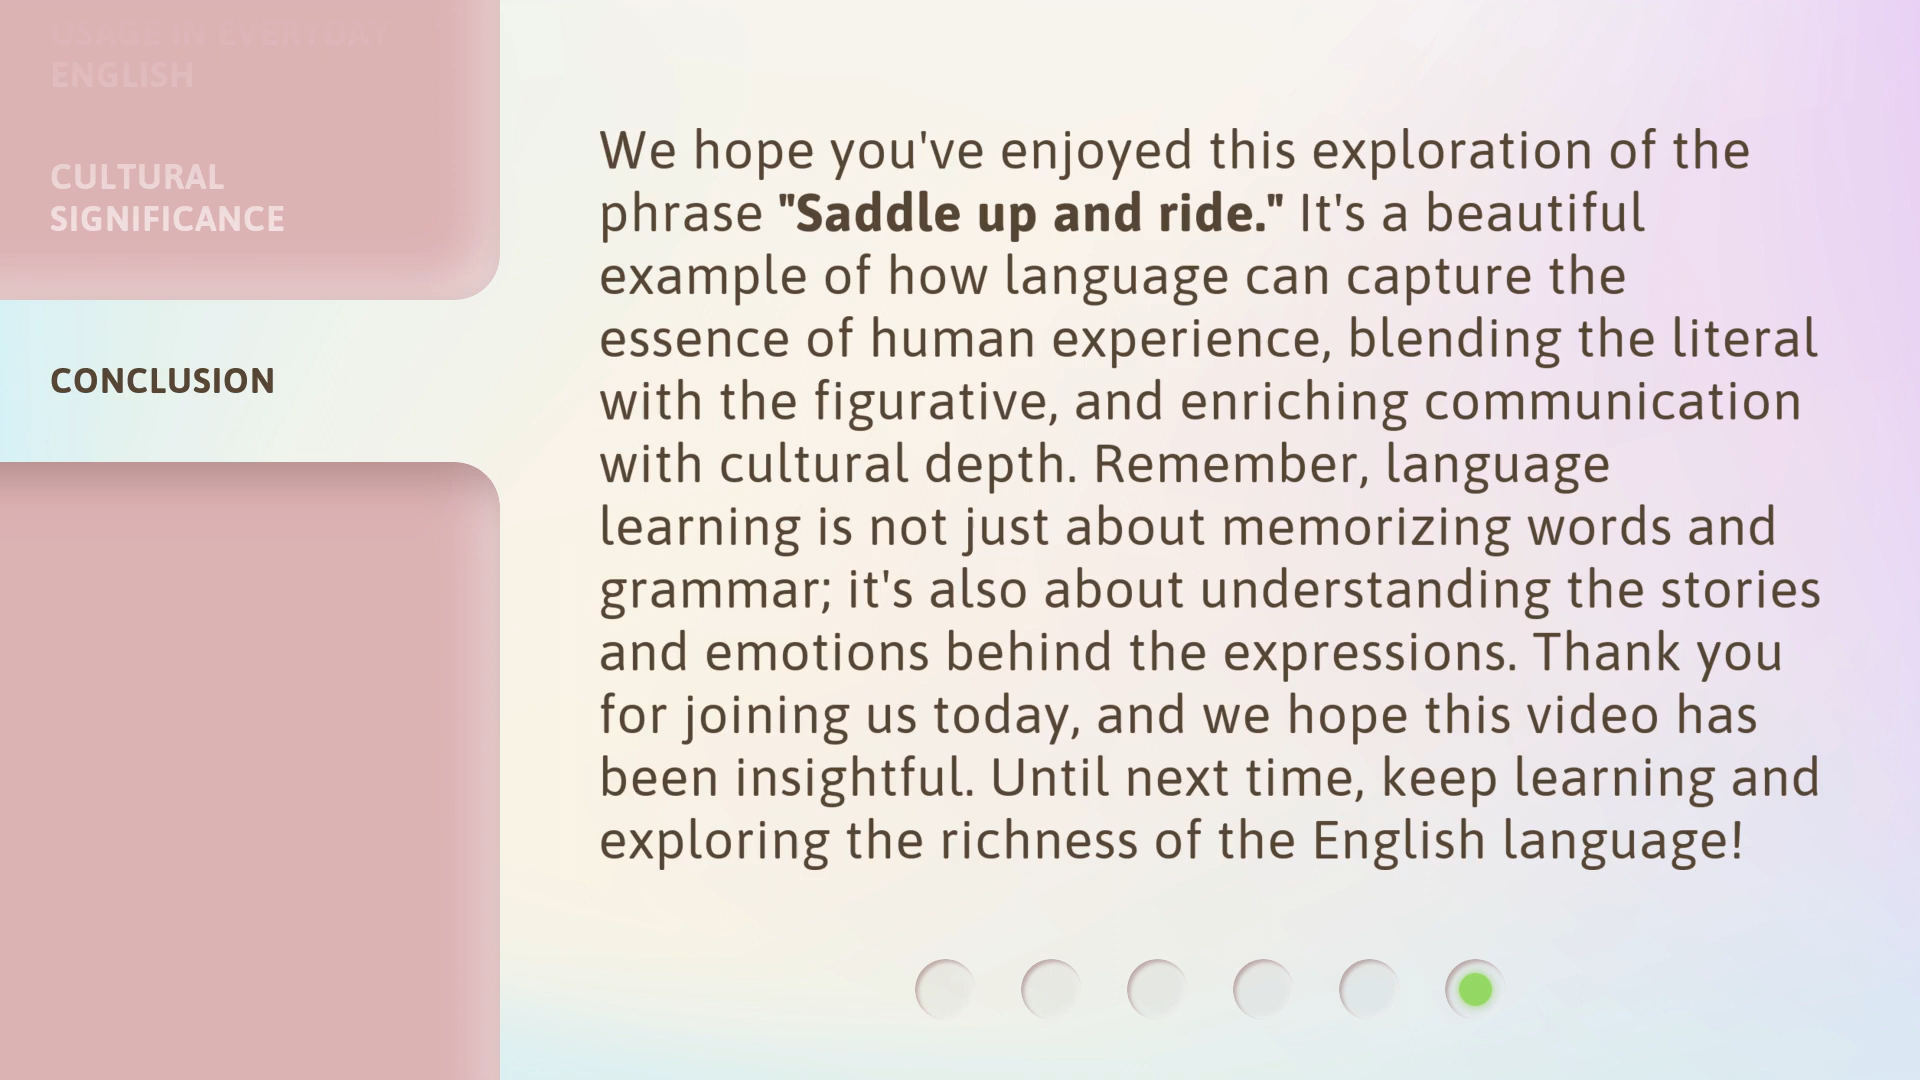 USAGE IN EVERYDAY
ENGLISH
CULTURAL
SIGNIFICANCE
CONCLUSION
We hope you've enjoyed this exploration of the
phrase "Saddle up and ride." It's a beautiful
example of how language can capture the
essence of human experience, blending the literal
with the figurative, and enriching communication
with cultural depth. Remember, language
learning is not just about memorizing words and
grammar; it's also about understanding the stories
and emotions behind the expressions. Thank you
for joining us today, and we hope this video has
been insightful. Until next time, keep learning and
exploring the richness of the English language!